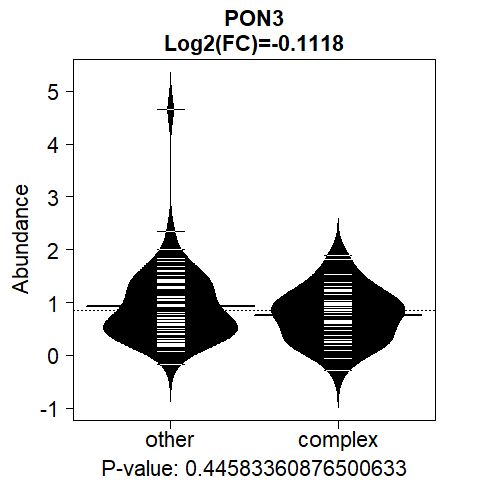 PON3
Log2(FC)=-0.1118
Abundance
5
4
3
2
1
0
-1
other complex
P-value: 0.44583360876500633